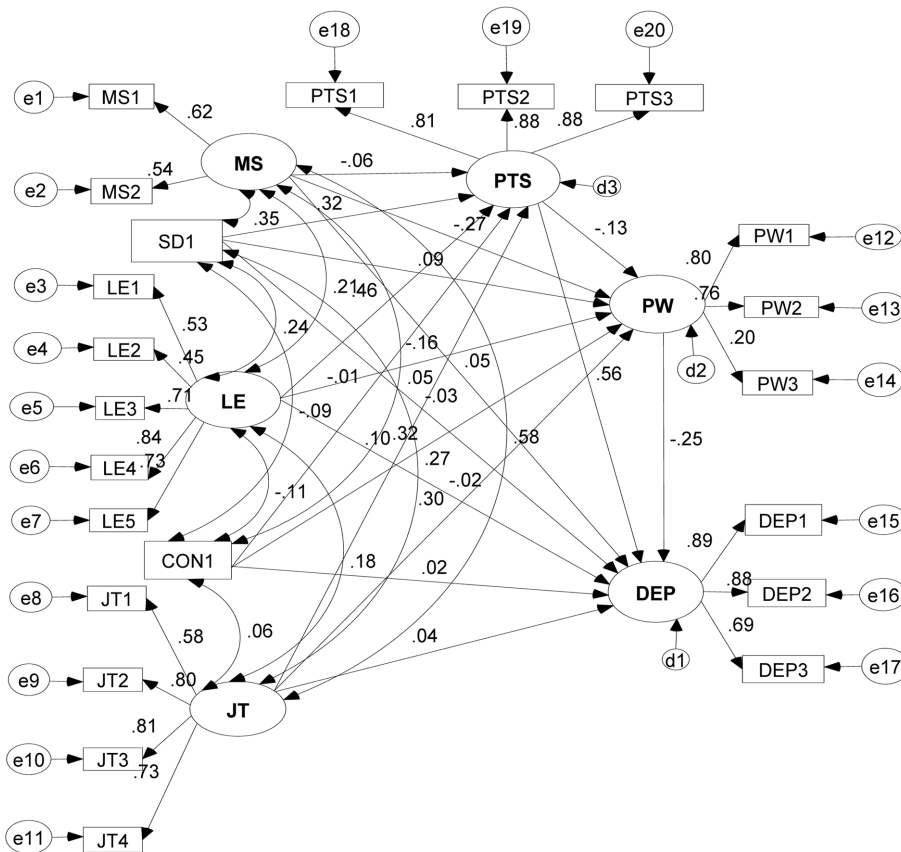 e18
e19
e20
e1
MS1
PTS1
PTS2
PTS3
.62
.81
.88
.88
MS
-.06
PTS
d3
e2
MS2
.54
.32
-.27
-.13
SD1
.35
.09
.80
PW1
e12
e3
LE1
.21
.46
PW
.76
PW2
e13
.53
.24
.20
e4
LE2
.45
-.16
.05
.56
d2
PW3
e14
-.01
.05
-.03
e5
LE3
.71
LE
-.09
.84
.10
.32
.58
-.25
e6
LE4
.73
.27
-.02
-.11
.30
e7
LE5
DEP1
e15
.89
CON1
.18
.02
.88
e8
JT1
DEP
DEP2
e16
.58
.06
.04
.69
d1
e9
JT2
.80
DEP3
e17
JT
.81
e10
JT3
.73
e11
JT4